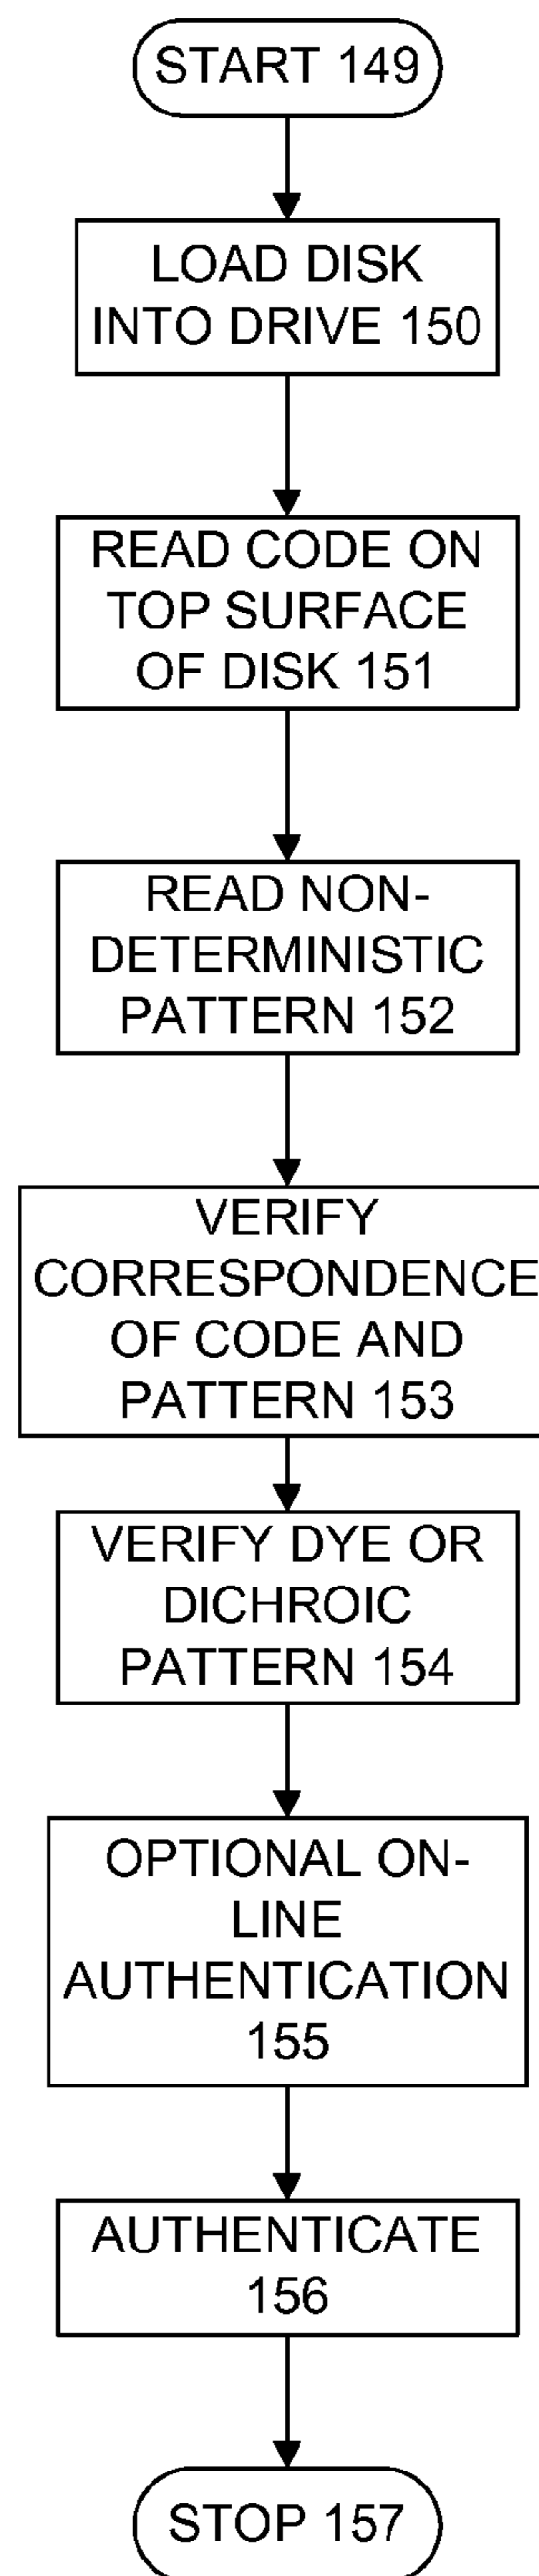 START 149
LOAD DISK
INTO DRIVE 150
READ CODE ON
TOP SURFACE
OF DISK 151
READ NON-
DETERMINISTIC
PATTERN 152
VERIFY
CORRESPONDENCE
OF CODE AND
PATTERN 153
VERIFY DYE OR
DICHROIC
PATTERN 154
OPTIONAL ON-
LINE
AUTHENTICATION
155
AUTHENTICATE
156
STOP 157